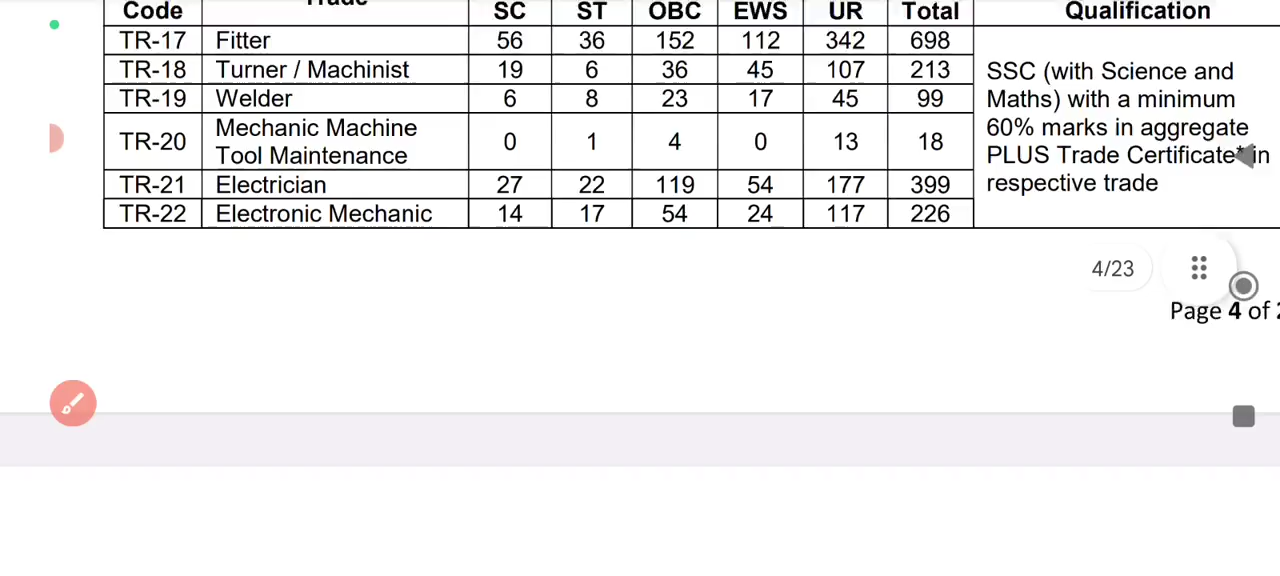 Code Trade SC ST OBC EWS UR Total Qualification
TR-17 Fitter 56 36 152 112 342 698
TR-18 Turner / Machinist 19 6 36 45 107 213
TR-19 Welder 6 8 23 17 45 99
TR-20 Mechanic Machine Tool Maintenance 0 1 4 0 13 18
TR-21 Electrician 27 22 119 54 177 399
TR-22 Electronic Mechanic 14 17 54 24 117 226
SSC (with Science and
Maths) with a minimum
60% marks in aggregate
PLUS Trade Certificate* in
respective trade
4/23
Page 4 of